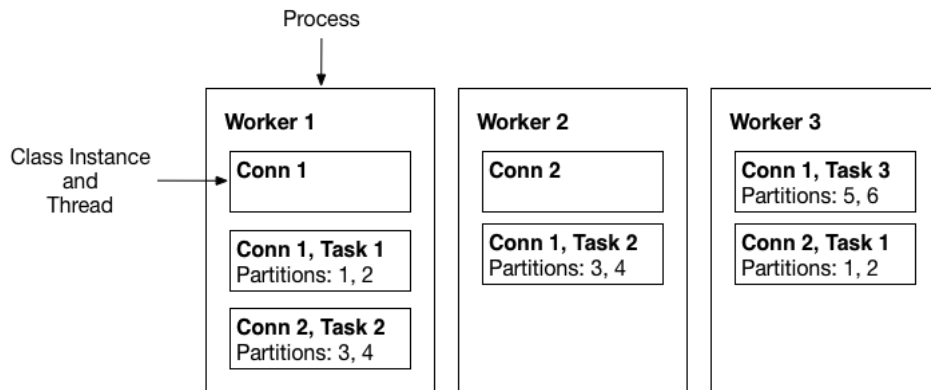 Process
Class Instance
and
Thread
Worker 1
Conn 1
Conn 1, Task 1
Partitions: 1, 2
Conn 2, Task 2
Partitions: 3, 4
Worker 2
Conn 2
Conn 1, Task 2
Partitions: 3, 4
Worker 3
Conn 1, Task 3
Partitions: 5, 6
Conn 2, Task 1
Partitions: 1, 2